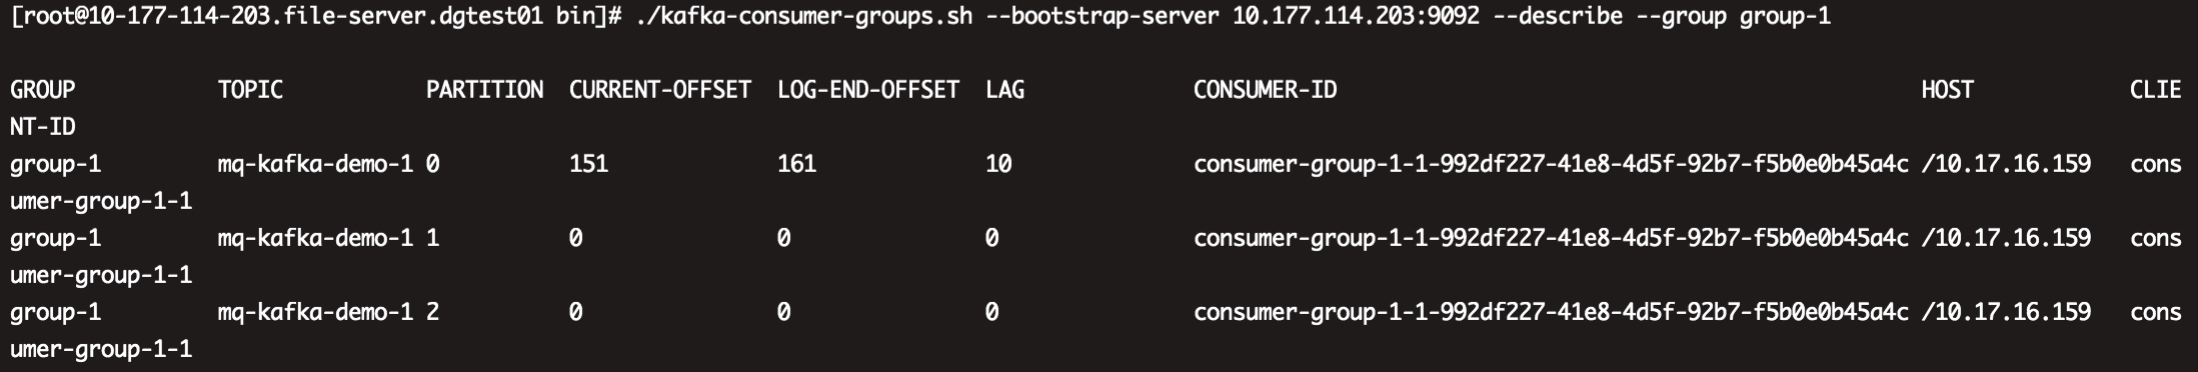 [root@10-177-114-203.file-server.dgtest01 bin]# ./kafka-consumer-groups.sh --bootstrap-server 10.177.114.203:9092 --describe --group group-1
GROUP           TOPIC           PARTITION  CURRENT-OFFSET  LOG-END-OFFSET  LAG             CONSUMER-ID                                             HOST            CLIE
NT-ID
group-1         mq-kafka-demo-1 0          151             161             10              consumer-group-1-1-992df227-41e8-4d5f-92b7-f5b0e0b45a4c /10.17.16.159   cons
umer-group-1-1
group-1         mq-kafka-demo-1 1          0               0               0               consumer-group-1-1-992df227-41e8-4d5f-92b7-f5b0e0b45a4c /10.17.16.159   cons
umer-group-1-1
group-1         mq-kafka-demo-1 2          0               0               0               consumer-group-1-1-992df227-41e8-4d5f-92b7-f5b0e0b45a4c /10.17.16.159   cons
umer-group-1-1